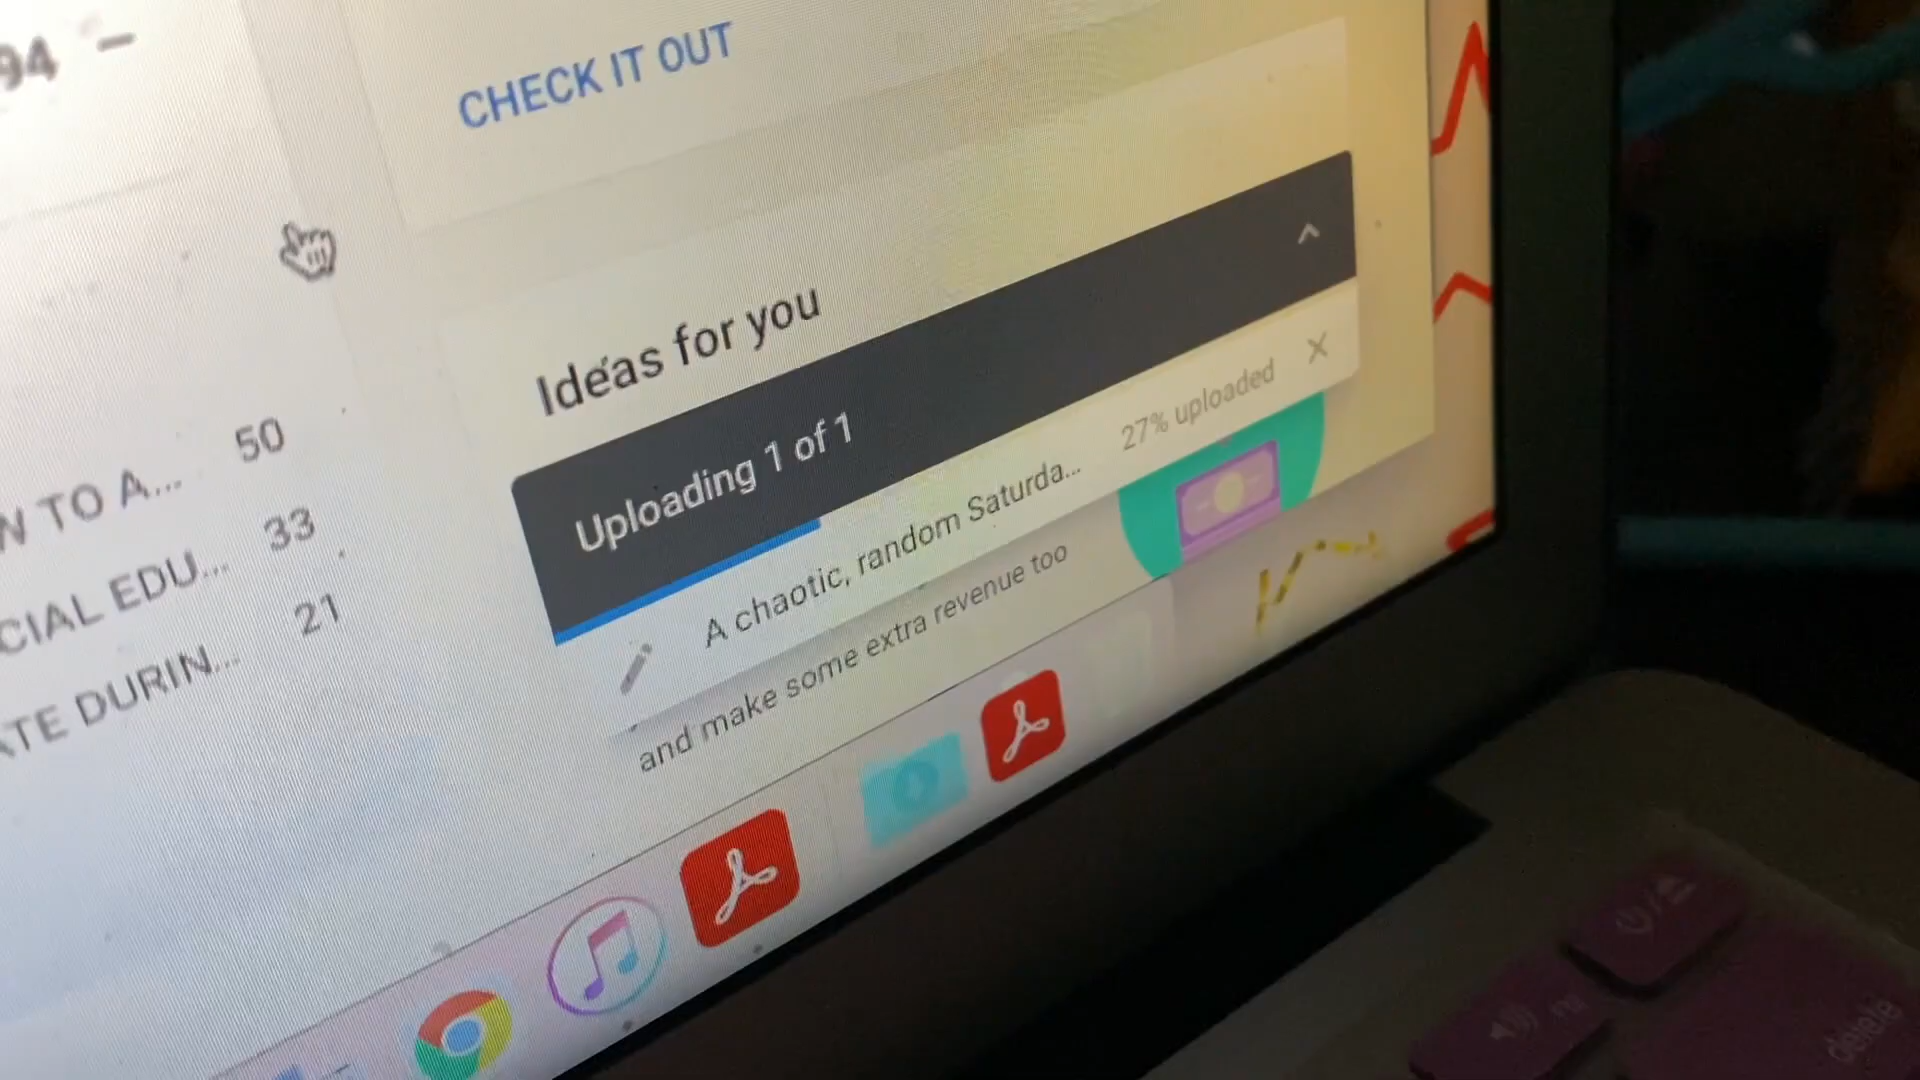 94 –
CHECK IT OUT
Ideas for you
Uploading 1 of 1
A chaotic, random Saturda... 27% uploaded
and make some extra revenue too
TO A... 50
CIAL EDU... 33
DURIN... 21
delete